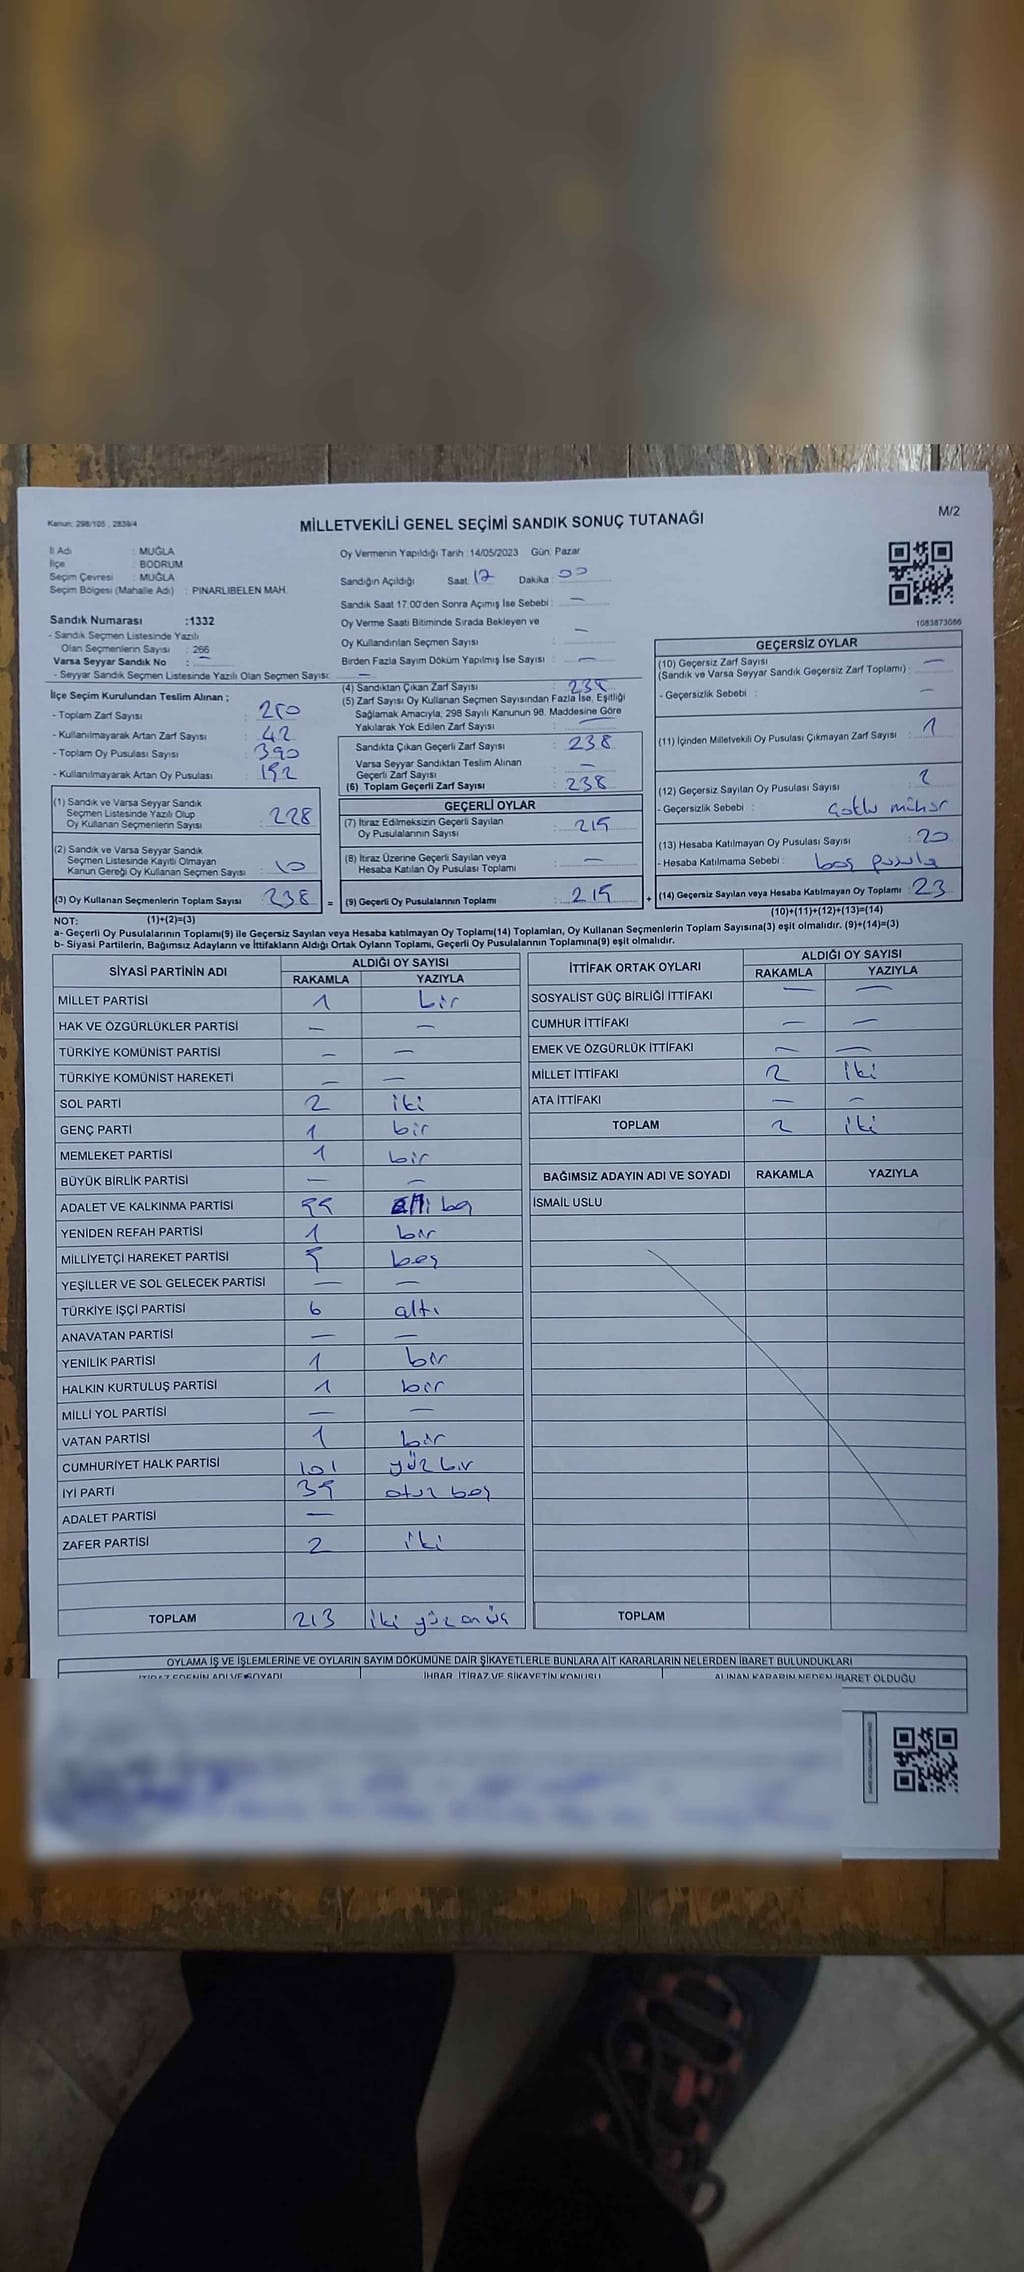 Kanun: 298/105 , 2839/4
MİLLETVEKİLİ GENEL SEÇİMİ SANDIK SONUÇ TUTANAĞI
M/2
İl Adı : MUĞLA
İlçe : BODRUM
Seçim Çevresi : MUĞLA
Seçim Bölgesi (Mahalle Adı) : PINARLIBELEN MAH.
Sandık Numarası :1332
- Sandık Seçmen Listesinde Yazılı
Olan Seçmenlerin Sayısı : 266
Varsa Seyyar Sandık No : —
- Seyyar Sandık Seçmen Listesinde Yazılı Olan Seçmen Sayısı: —
Oy Vermenin Yapıldığı Tarih :14/05/2023 Gün: Pazar
Sandığın Açıldığı Saat: 17 Dakika : 00
Sandık Saat 17:00'den Sonra Açılmış İse Sebebi : —
Oy Verme Saati Bitiminde Sırada Bekleyen ve
Oy Kullandırılan Seçmen Sayısı : —
Birden Fazla Sayım Döküm Yapılmış İse Sayısı : —
1083873066
İlçe Seçim Kurulundan Teslim Alınan ;
- Toplam Zarf Sayısı :
- Kullanılmayarak Artan Zarf Sayısı : 42
- Toplam Oy Pusulası Sayısı : 390
- Kullanılmayarak Artan Oy Pusulası : 152
(1) Sandık ve Varsa Seyyar Sandık
Seçmen Listesinde Yazılı Olup
Oy Kullanan Seçmenlerin Sayısı : 228
(2) Sandık ve Varsa Seyyar Sandık
Seçmen Listesinde Kayıtlı Olmayan
Kanun Gereği Oy Kullanan Seçmen Sayısı : 10
(3) Oy Kullanan Seçmenlerin Toplam Sayısı : 238 =
(4) Sandıktan Çıkan Zarf Sayısı : 238
(5) Zarf Sayısı Oy Kullanan Seçmen Sayısından Fazla İse, Eşitliği
Sağlamak Amacıyla; 298 Sayılı Kanunun 98. Maddesine Göre
Yakılarak Yok Edilen Zarf Sayısı : —
Sandıkta Çıkan Geçerli Zarf Sayısı : 238
Varsa Seyyar Sandıktan Teslim Alınan
Geçerli Zarf Sayısı : —
(6) Toplam Geçerli Zarf Sayısı : 238
GEÇERLİ OYLAR
(7) İtiraz Edilmeksizin Geçerli Sayılan
Oy Pusulalarının Sayısı : 215
(8) İtiraz Üzerine Geçerli Sayılan veya
Hesaba Katılan Oy Pusulası Toplamı : —
(9) Geçerli Oy Pusulalarının Toplamı : 215 +
GEÇERSİZ OYLAR
(10) Geçersiz Zarf Sayısı
(Sandık ve Varsa Seyyar Sandık Geçersiz Zarf Toplamı) : —
- Geçersizlik Sebebi : —
(11) İçinden Milletvekili Oy Pusulası Çıkmayan Zarf Sayısı : 1
(12) Geçersiz Sayılan Oy Pusulası Sayısı : 2
- Geçersizlik Sebebi : mühür
(13) Hesaba Katılmayan Oy Pusulası Sayısı : 20
- Hesaba Katılmama Sebebi : boş pusula
(14) Geçersiz Sayılan veya Hesaba Katılmayan Oy Toplamı : 23
NOT: (1)+(2)=(3)
(10)+(11)+(12)+(13)=(14)
a- Geçerli Oy Pusulalarının Toplamı(9) ile Geçersiz Sayılan veya Hesaba katılmayan Oy Toplamı(14) Toplamları, Oy Kullanan Seçmenlerin Toplam Sayısına(3) eşit olmalıdır. (9)+(14)=(3)
b- Siyasi Partilerin, Bağımsız Adayların ve İttifakların Aldığı Ortak Oyların Toplamı, Geçerli Oy Pusulalarının Toplamına(9) eşit olmalıdır.
SİYASİ PARTİNİN ADI ALDIĞI OY SAYISI
RAKAMLA YAZIYLA
MİLLET PARTİSİ 1 bir
HAK VE ÖZGÜRLÜKLER PARTİSİ — —
TÜRKİYE KOMÜNİST PARTİSİ — —
TÜRKİYE KOMÜNİST HAREKETİ — —
SOL PARTİ 2 iki
GENÇ PARTİ 1 bir
MEMLEKET PARTİSİ 1 bir
BÜYÜK BİRLİK PARTİSİ — —
ADALET VE KALKINMA PARTİSİ 55
YENİDEN REFAH PARTİSİ 1 bir
MİLLİYETÇİ HAREKET PARTİSİ 5 beş
YEŞİLLER VE SOL GELECEK PARTİSİ — —
TÜRKİYE İŞÇİ PARTİSİ 6 altı
ANAVATAN PARTİSİ — —
YENİLİK PARTİSİ 1 bir
HALKIN KURTULUŞ PARTİSİ 1 bir
MİLLİ YOL PARTİSİ — —
VATAN PARTİSİ 1 bir
CUMHURİYET HALK PARTİSİ 101 yüz bir
İYİ PARTİ 35 otuz beş
ADALET PARTİSİ —
ZAFER PARTİSİ 2 iki
TOPLAM 213 iki yüz on üç
İTTİFAK ORTAK OYLARI ALDIĞI OY SAYISI
RAKAMLA YAZIYLA
SOSYALİST GÜÇ BİRLİĞİ İTTİFAKI — —
CUMHUR İTTİFAKI — —
EMEK VE ÖZGÜRLÜK İTTİFAKI — —
MİLLET İTTİFAKI 2 iki
ATA İTTİFAKI — —
TOPLAM 2 iki
BAĞIMSIZ ADAYIN ADI VE SOYADI RAKAMLA YAZIYLA
İSMAİL USLU
TOPLAM
OYLAMA İŞ VE İŞLEMLERİNE VE OYLARIN SAYIM DÖKÜMÜNE DAİR ŞİKAYETLERLE BUNLARA AİT KARARLARIN NELERDEN İBARET BULUNDUKLARI
İTİRAZ EDENİN ADI VE SOYADI İHBAR, İTİRAZ VE ŞİKAYETİN KONUSU ALINAN KARARIN NEDEN İBARET OLDUĞU